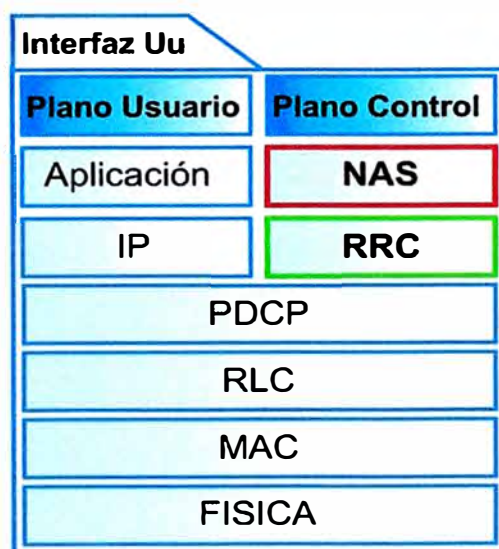 Interfaz Uu
Plano Usuario Plano Control
Aplicación NAS
IP RRC
PDCP
RLC
MAC
FISICA